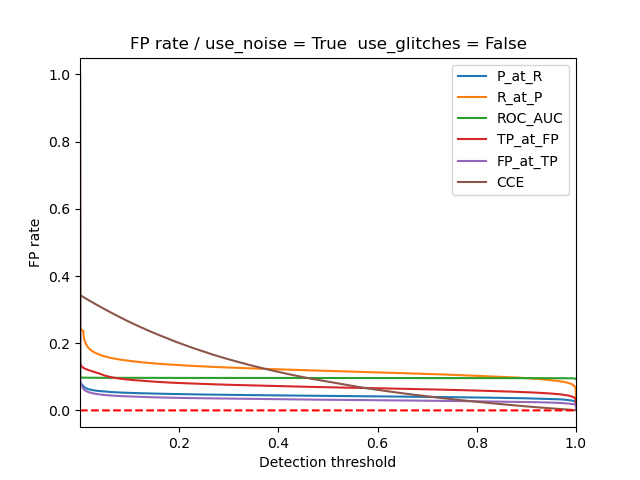 FP rate / use_noise = True  use_glitches = False
P_at_R
R_at_P
ROC_AUC
TP_at_FP
FP_at_TP
CCE
1.0
0.8
0.6
0.4
0.2
0.0
FP rate
0.2
0.4
0.6
0.8
1.0
Detection threshold